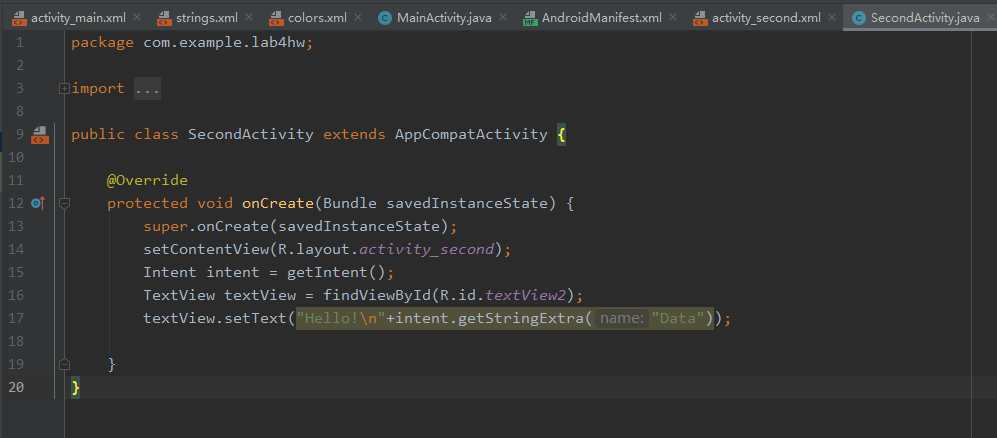 activity_main.xml strings.xml colors.xml MainActivity.java AndroidManifest.xml activity_second.xml SecondActivity.java
1 package com.example.lab4hw;
2
3 import ...
8
9 public class SecondActivity extends AppCompatActivity {
10
11 @Override
12 protected void onCreate(Bundle savedInstanceState) {
13 super.onCreate(savedInstanceState);
14 setContentView(R.layout.activity_second);
15 Intent intent = getIntent();
16 TextView textView = findViewById(R.id.textView2);
17 textView.setText("Hello!\n"+intent.getStringExtra( name: "Data"));
18
19 }
20 }